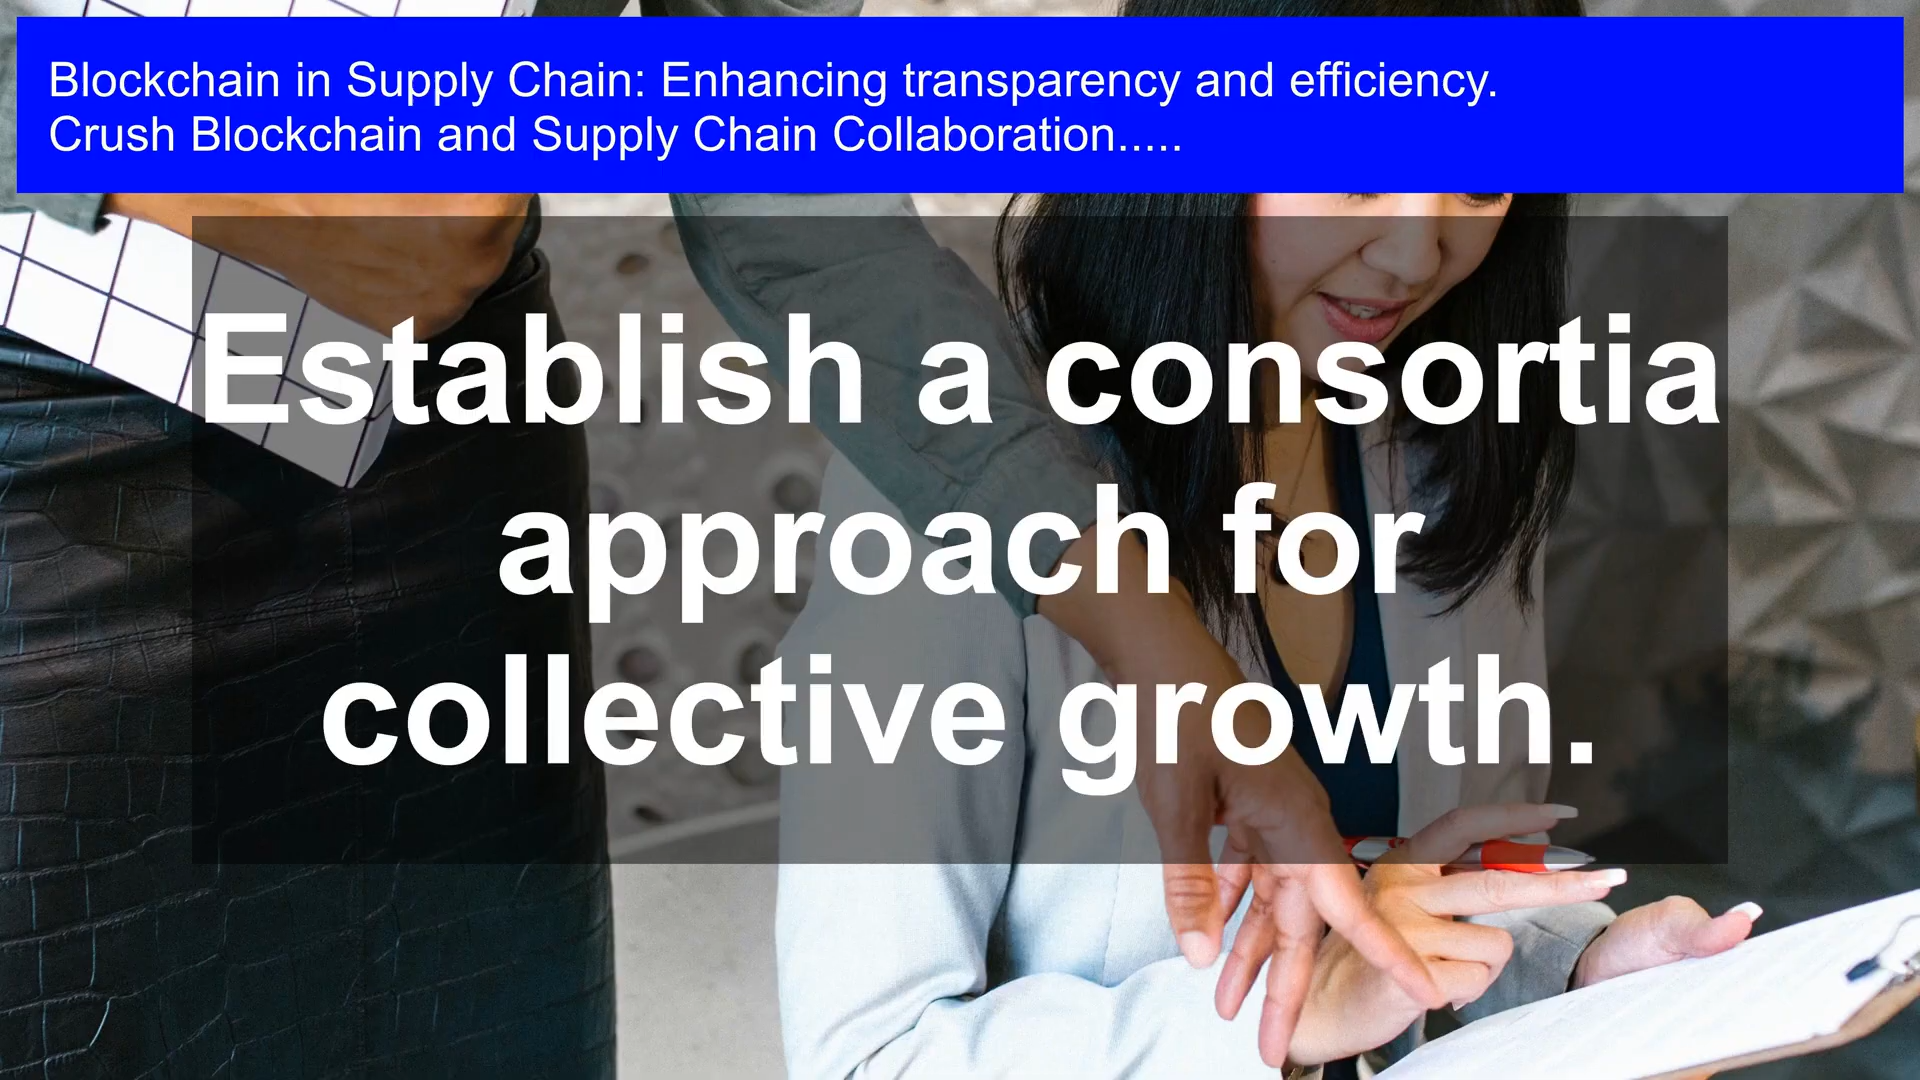 Blockchain in Supply Chain: Enhancing transparency and efficiency.
Crush Blockchain and Supply Chain Collaboration.....
Establish a consortia
approach for
collective growth.